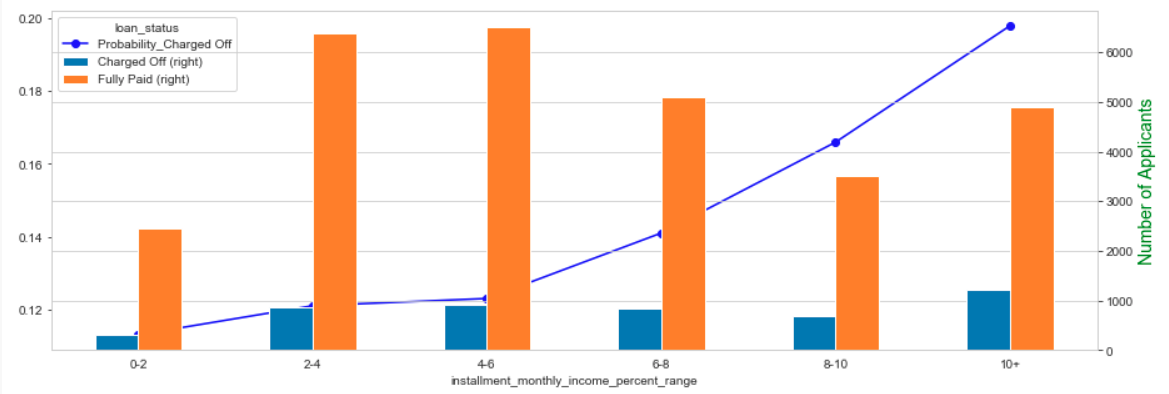 loan_status
Probability_Charged Off
Charged Off (right)
Fully Paid (right)
0.20
0.18
0.16
0.14
0.12
6000
5000
4000
3000
2000
1000
0
Number of Applicants
0-2 2-4 4-6 6-8 8-10 10+
installment_monthly_income_percent_range